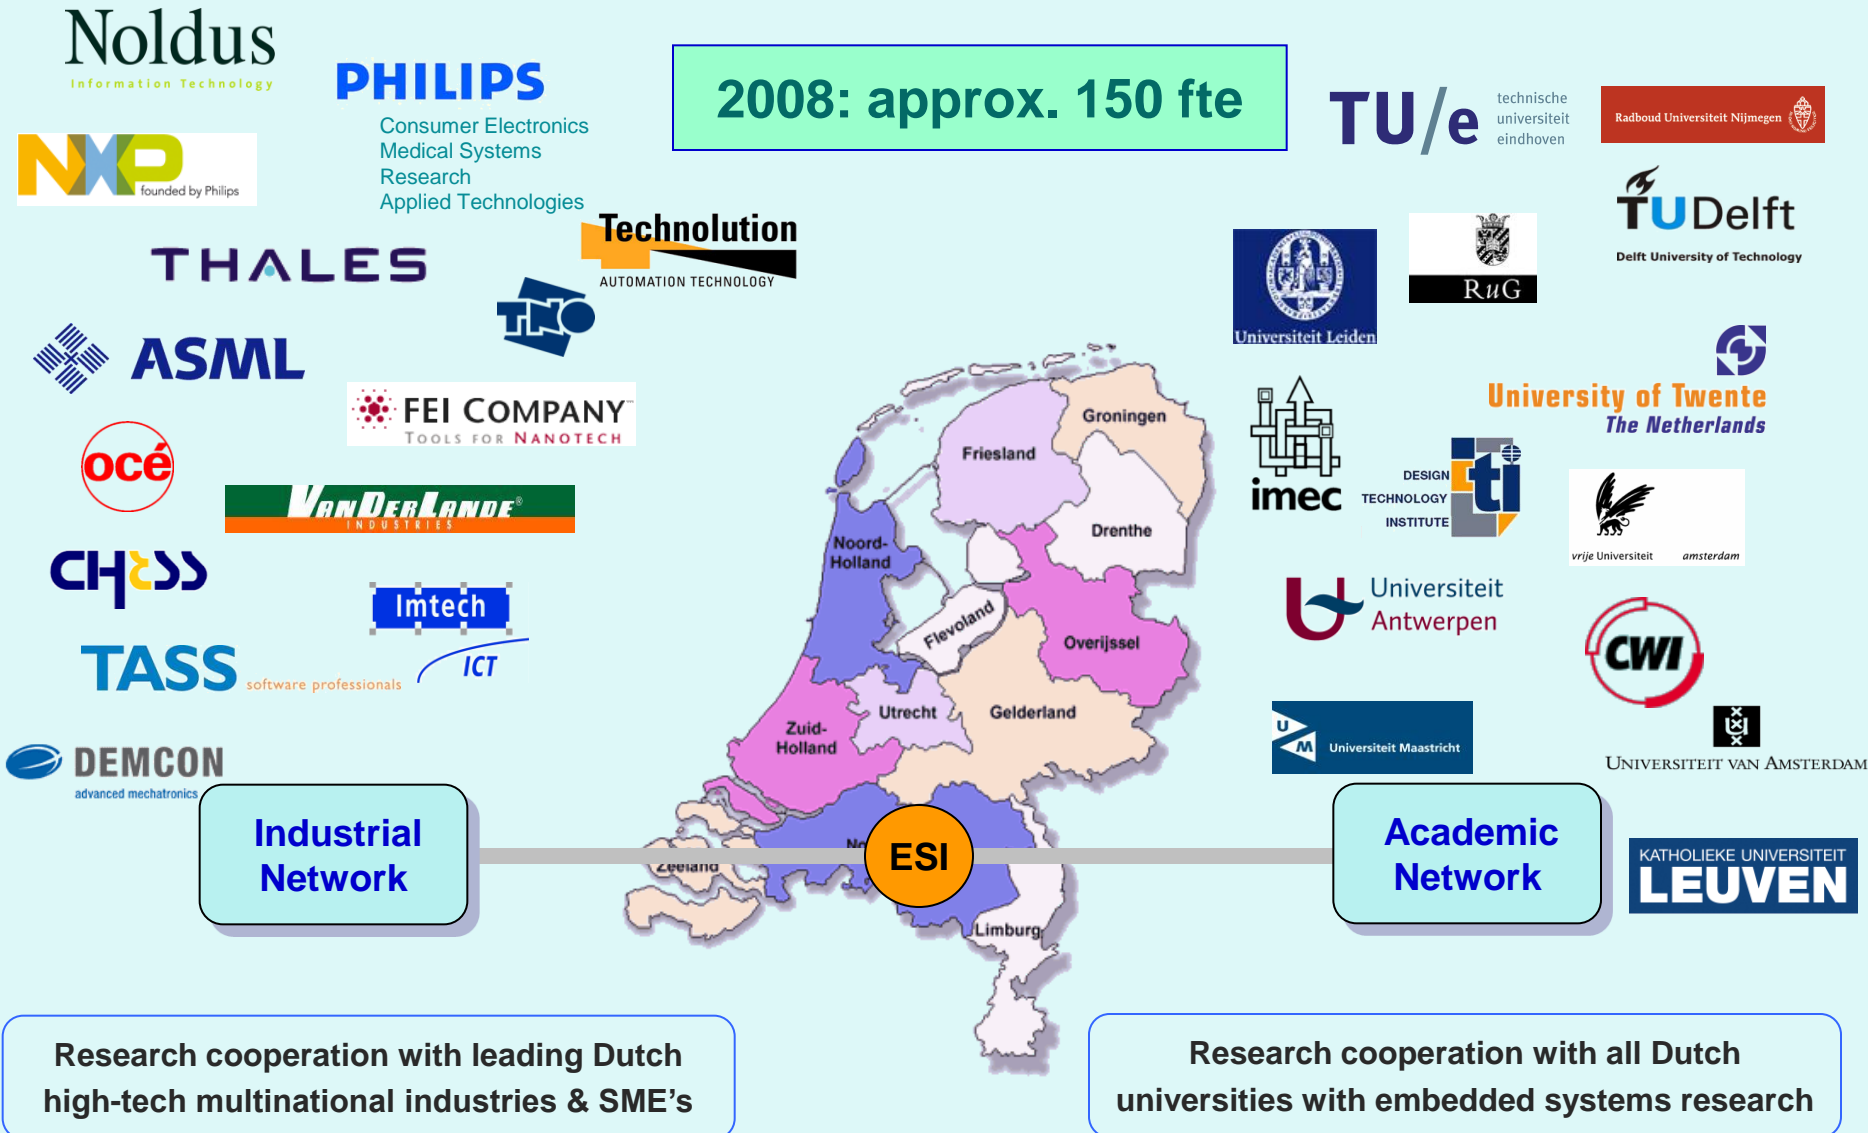 Noldus
Information Technology
PHILIPS
Consumer Electronics
Medical Systems
Research
Applied Technologies
2008: approx. 150 fte
TU/e
technische
universiteit
eindhoven
Radboud Universiteit Nijmegen
NXP
founded by Philips
TUDelft
Delft University of Technology
Technolution
AUTOMATION TECHNOLOGY
THALES
TNO
Universiteit Leiden
RuG
ASML
FEI COMPANY
TOOLS FOR NANOTECH
University of Twente
The Netherlands
imec
DESIGN
TECHNOLOGY
INSTITUTE
dti
océ
VANDERLANDE®
INDUSTRIES
vrije Universiteit amsterdam
CHESS
Imtech
ICT
TASS
software professionals
Universiteit
Antwerpen
CWI
DEMCON
advanced mechatronics
UM
Universiteit Maastricht
UNIVERSITEIT VAN AMSTERDAM
Groningen
Friesland
Drenthe
Noord-
Holland
Flevoland
Overijssel
Utrecht
Gelderland
Zuid-
Holland
No
Zeeland
Limburg
Industrial
Network
ESI
Academic
Network
KATHOLIEKE UNIVERSITEIT
LEUVEN
Research cooperation with leading Dutch
high-tech multinational industries & SME's
Research cooperation with all Dutch
universities with embedded systems research